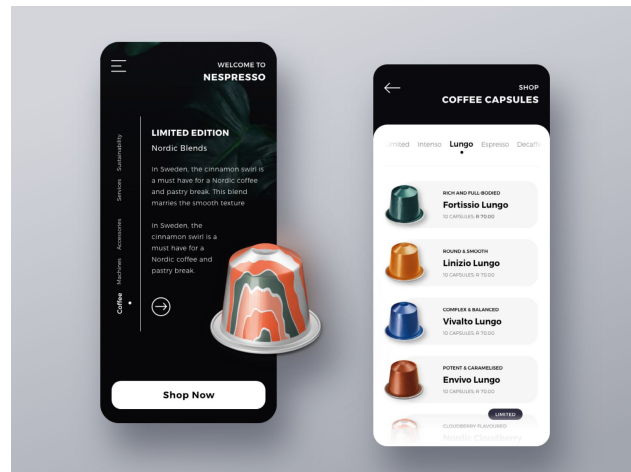 WELCOME TO
NESPRESSO
LIMITED EDITION
Nordic Blends
In Sweden, the cinnamon swirl is
a must have for a Nordic coffee
and pastry break. This blend
marries the smooth texture
In Sweden, the
cinnamon swirl is a
must have for a
Nordic coffee and
pastry break.
Sustainability
Services
Accessories
Machines
Coffee
Shop Now
SHOP
COFFEE CAPSULES
Limited Intenso Lungo Espresso Decaff
RICH AND FULL-BODIED
Fortissio Lungo
10 CAPSULES: R 70.00
ROUND & SMOOTH
Linizio Lungo
10 CAPSULES: R 70.00
COMPLEX & BALANCED
Vivalto Lungo
10 CAPSULES: R 70.00
POTENT & CARAMELISED
Envivo Lungo
10 CAPSULES: R 70.00
LIMITED
CLOUDBERRY FLAVOURED
Nordic Cloudberry